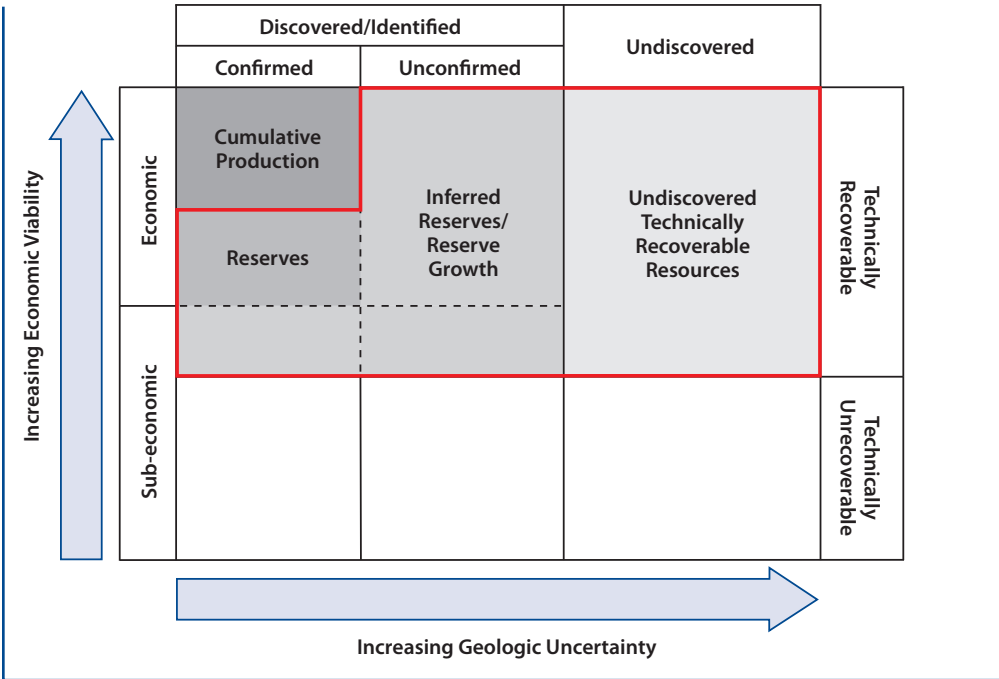 Discovered/Identified
Undiscovered
Confirmed
Unconfirmed
Increasing Economic Viability
Economic
Cumulative
Production
Reserves
Inferred
Reserves/
Reserve
Growth
Undiscovered
Technically
Recoverable
Resources
Technically
Recoverable
Sub-economic
Technically
Unrecoverable
Increasing Geologic Uncertainty